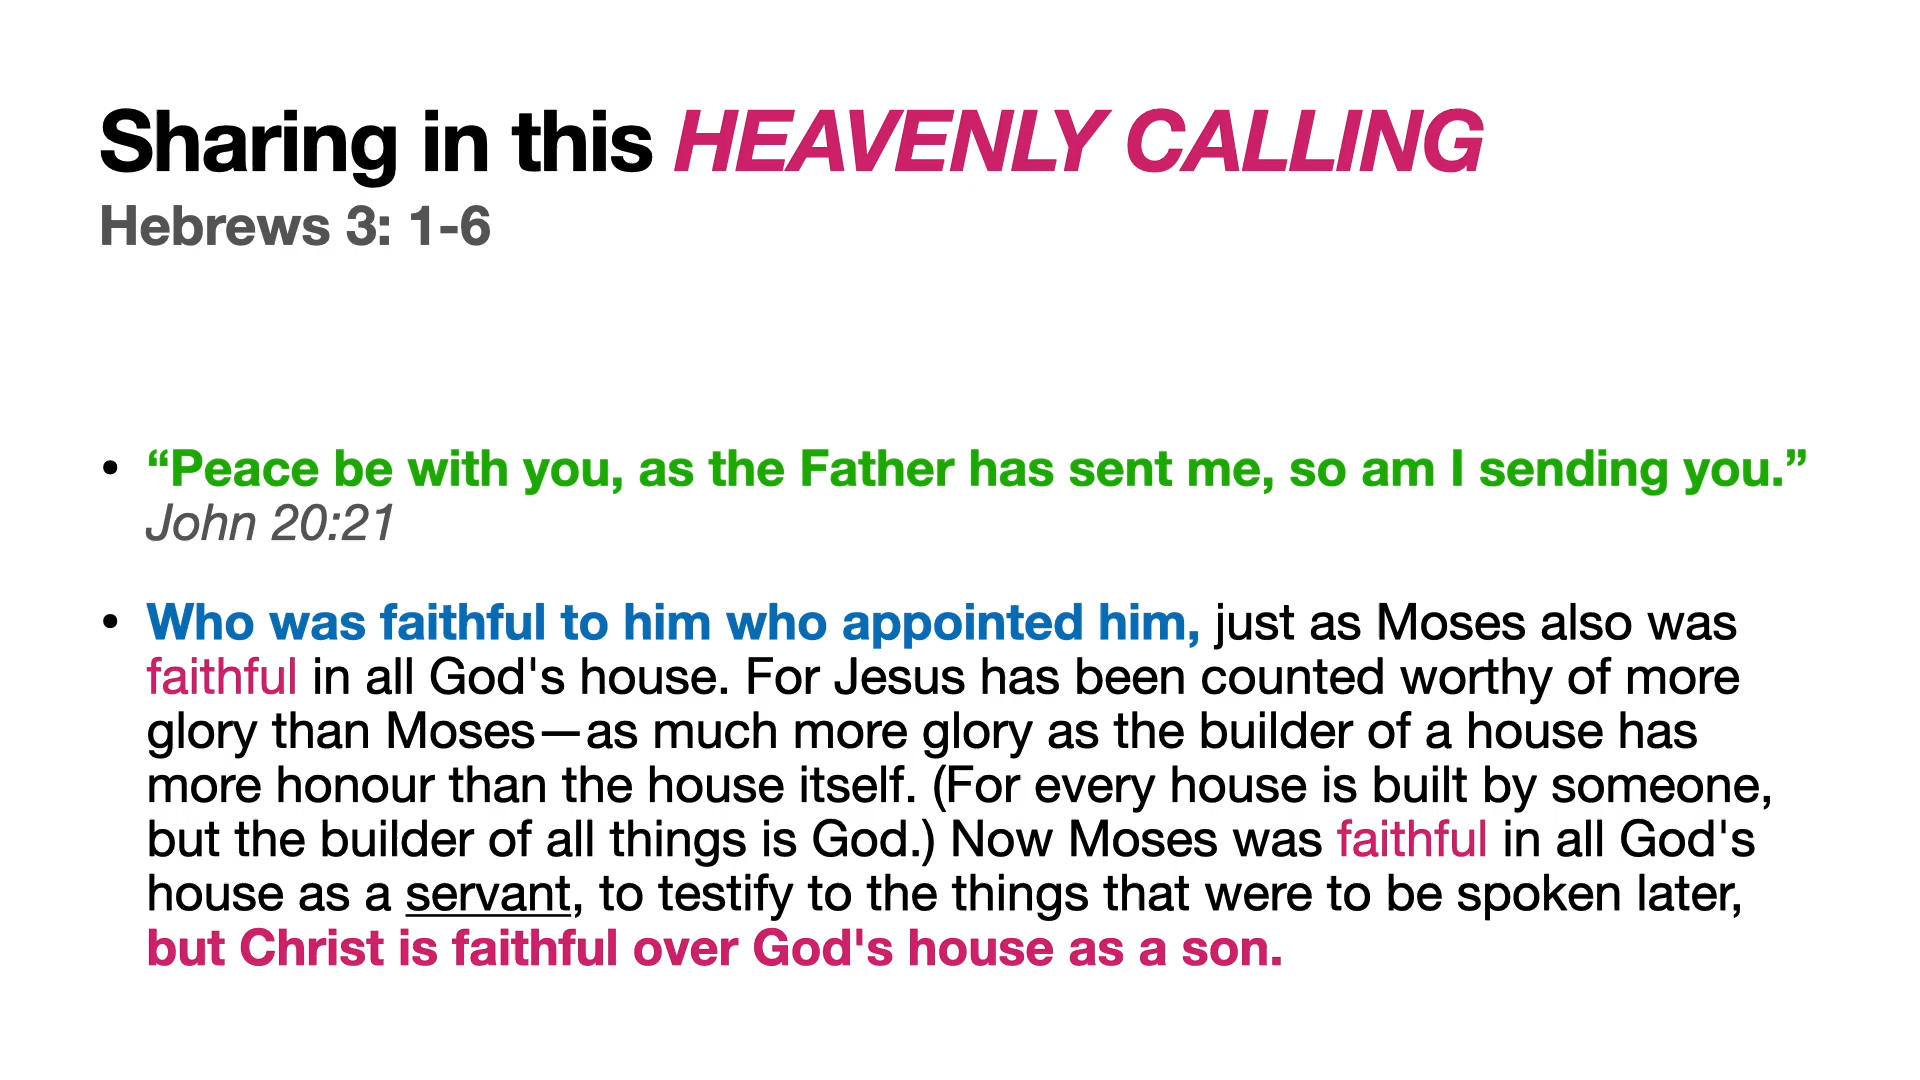 Sharing in this HEAVENLY CALLING
Hebrews 3: 1-6
• “Peace be with you, as the Father has sent me, so am I sending you.”
John 20:21
• Who was faithful to him who appointed him, just as Moses also was
faithful in all God's house. For Jesus has been counted worthy of more
glory than Moses—as much more glory as the builder of a house has
more honour than the house itself. (For every house is built by someone,
but the builder of all things is God.) Now Moses was faithful in all God's
house as a servant, to testify to the things that were to be spoken later,
but Christ is faithful over God's house as a son.